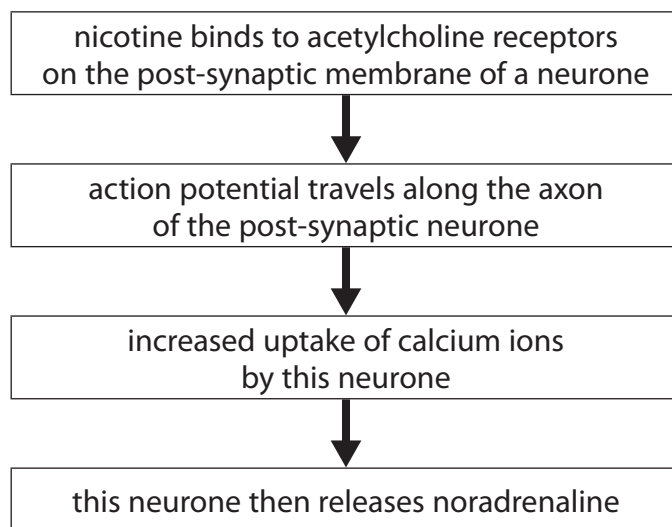 nicotine binds to acetylcholine receptors
on the post-synaptic membrane of a neurone
action potential travels along the axon
of the post-synaptic neurone
increased uptake of calcium ions
by this neurone
this neurone then releases noradrenaline